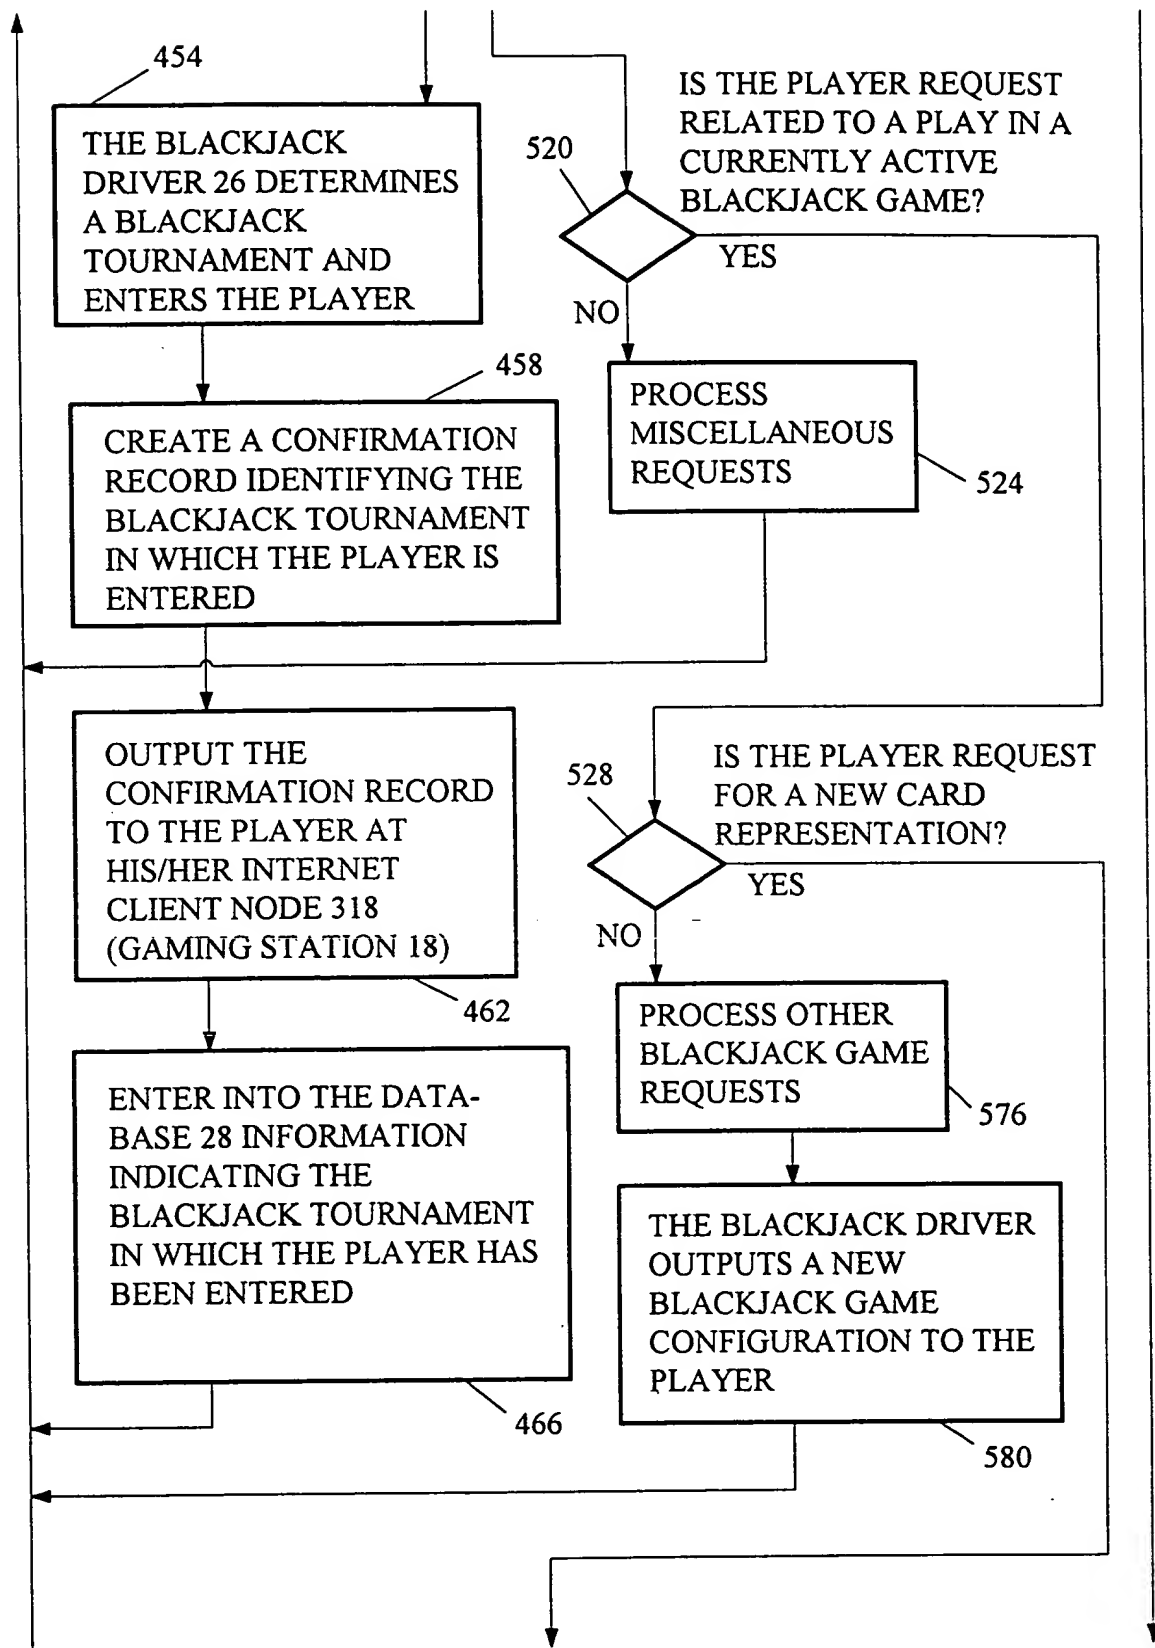 454
THE BLACKJACK
DRIVER 26 DETERMINES
A BLACKJACK
TOURNAMENT AND
ENTERS THE PLAYER
IS THE PLAYER REQUEST
RELATED TO A PLAY IN A
CURRENTLY ACTIVE
BLACKJACK GAME?
520
YES
NO
458
CREATE A CONFIRMATION
RECORD IDENTIFYING THE
BLACKJACK TOURNAMENT
IN WHICH THE PLAYER IS
ENTERED
PROCESS
MISCELLANEOUS
REQUESTS
524
OUTPUT THE
CONFIRMATION RECORD
TO THE PLAYER AT
HIS/HER INTERNET
CLIENT NODE 318
(GAMING STATION 18)
462
IS THE PLAYER REQUEST
FOR A NEW CARD
REPRESENTATION?
528
YES
NO
PROCESS OTHER
BLACKJACK GAME
REQUESTS
576
ENTER INTO THE DATA-
BASE 28 INFORMATION
INDICATING THE
BLACKJACK TOURNAMENT
IN WHICH THE PLAYER HAS
BEEN ENTERED
466
THE BLACKJACK DRIVER
OUTPUTS A NEW
BLACKJACK GAME
CONFIGURATION TO THE
PLAYER
580